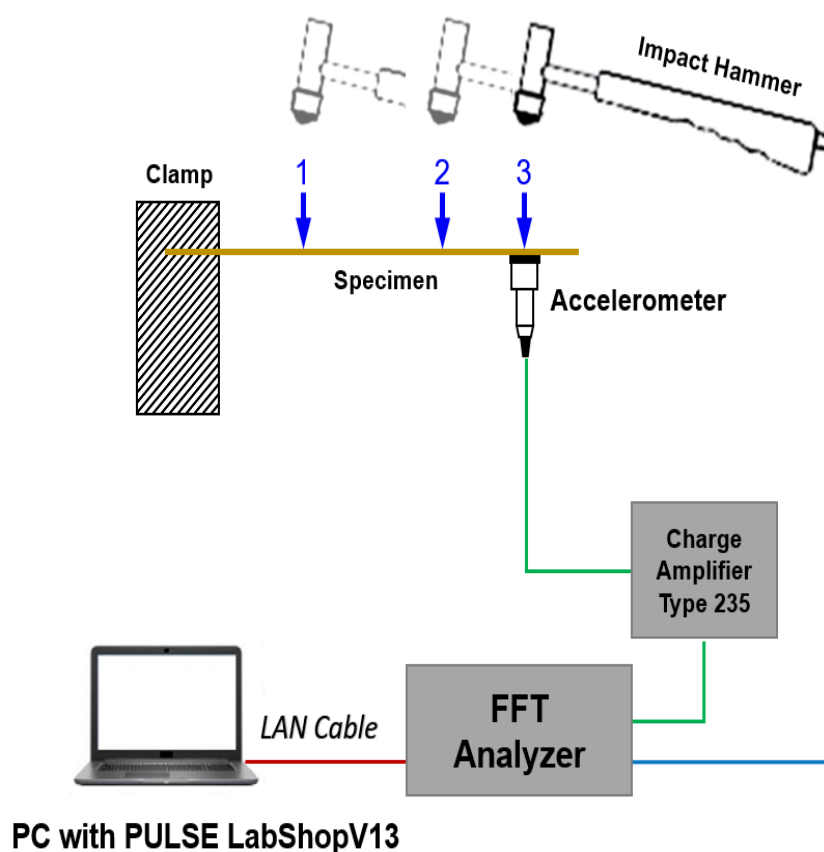 Impact Hammer
Clamp
1
2
3
Specimen
Accelerometer
Charge
Amplifier
Type 235
FFT
Analyzer
LAN Cable
PC with PULSE LabShopV13